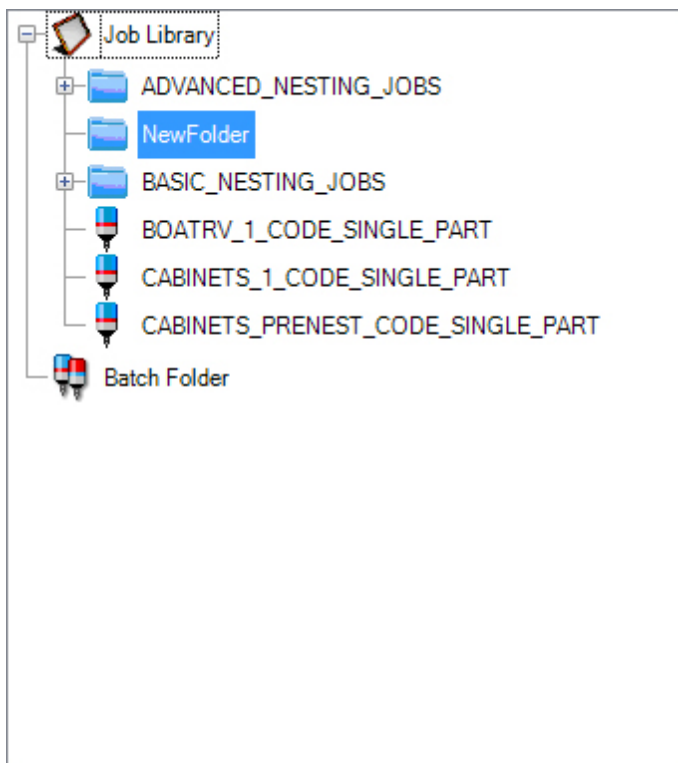 Job Library
ADVANCED_NESTING_JOBS
NewFolder
BASIC_NESTING_JOBS
BOATRV_1_CODE_SINGLE_PART
CABINETS_1_CODE_SINGLE_PART
CABINETS_PRENEST_CODE_SINGLE_PART
Batch Folder